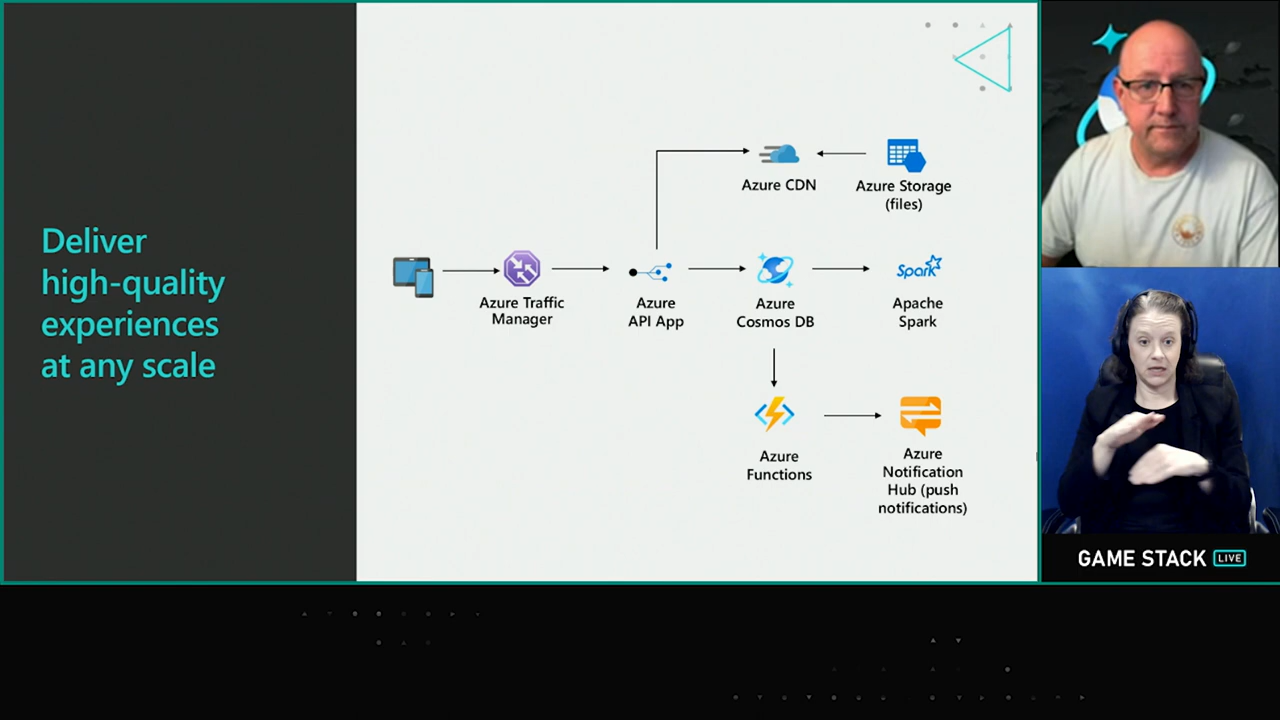 Deliver
high-quality
experiences
at any scale
Azure CDN
Azure Storage
(files)
Azure Traffic
Manager
Azure
API App
Azure
Cosmos DB
Spark
Apache
Spark
Azure
Functions
Azure
Notification
Hub (push
notifications)
GAME STACK LIVE